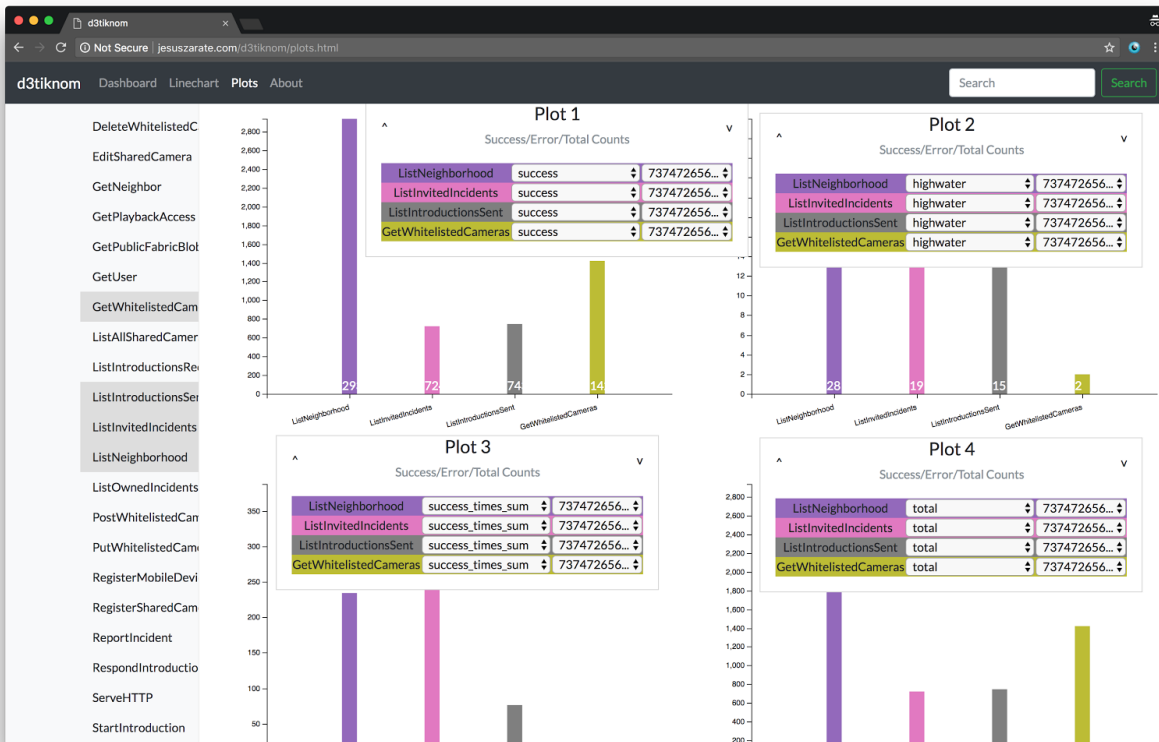 d3tiknom
Not Secure | jesuszarate.com/d3tiknom/plots.html
d3tiknom Dashboard Linechart Plots About Search Search
DeleteWhitelistedC
EditSharedCamera
GetNeighbor
GetPlaybackAccess
GetPublicFabricBlob
GetUser
GetWhitelistedCam
ListAllSharedCamer
ListIntroductionsRe
ListIntroductionsSer
ListInvitedIncidents
ListNeighborhood
ListOwnedIncidents
PostWhitelistedCam
PutWhitelistedCame
RegisterMobileDevi
RegisterSharedCam
ReportIncident
RespondIntroductio
ServeHTTP
StartIntroduction
Plot 1
^ v
Success/Error/Total Counts
ListNeighborhood success 737472656...
ListInvitedIncidents success 737472656...
ListIntroductionsSent success 737472656...
GetWhitelistedCameras success 737472656...
2,800
2,600
2,400
2,200
2,000
1,800
1,600
1,400
1,200
1,000
800
600
400
200
0
29 72 74 14
ListNeighborhood ListInvitedIncidents ListIntroductionsSent GetWhitelistedCameras
Plot 2
^ v
Success/Error/Total Counts
ListNeighborhood highwater 737472656...
ListInvitedIncidents highwater 737472656...
ListIntroductionsSent highwater 737472656...
GetWhitelistedCameras highwater 737472656...
14
12
10
8
6
4
2
0
28 19 15 2
ListNeighborhood ListInvitedIncidents ListIntroductionsSent GetWhitelistedCameras
Plot 3
^ v
Success/Error/Total Counts
ListNeighborhood success_times_sum 737472656...
ListInvitedIncidents success_times_sum 737472656...
ListIntroductionsSent success_times_sum 737472656...
GetWhitelistedCameras success_times_sum 737472656...
350
300
250
200
150
100
50
Plot 4
^ v
Success/Error/Total Counts
ListNeighborhood total 737472656...
ListInvitedIncidents total 737472656...
ListIntroductionsSent total 737472656...
GetWhitelistedCameras total 737472656...
2,800
2,600
2,400
2,200
2,000
1,800
1,600
1,400
1,200
1,000
800
600
400
200